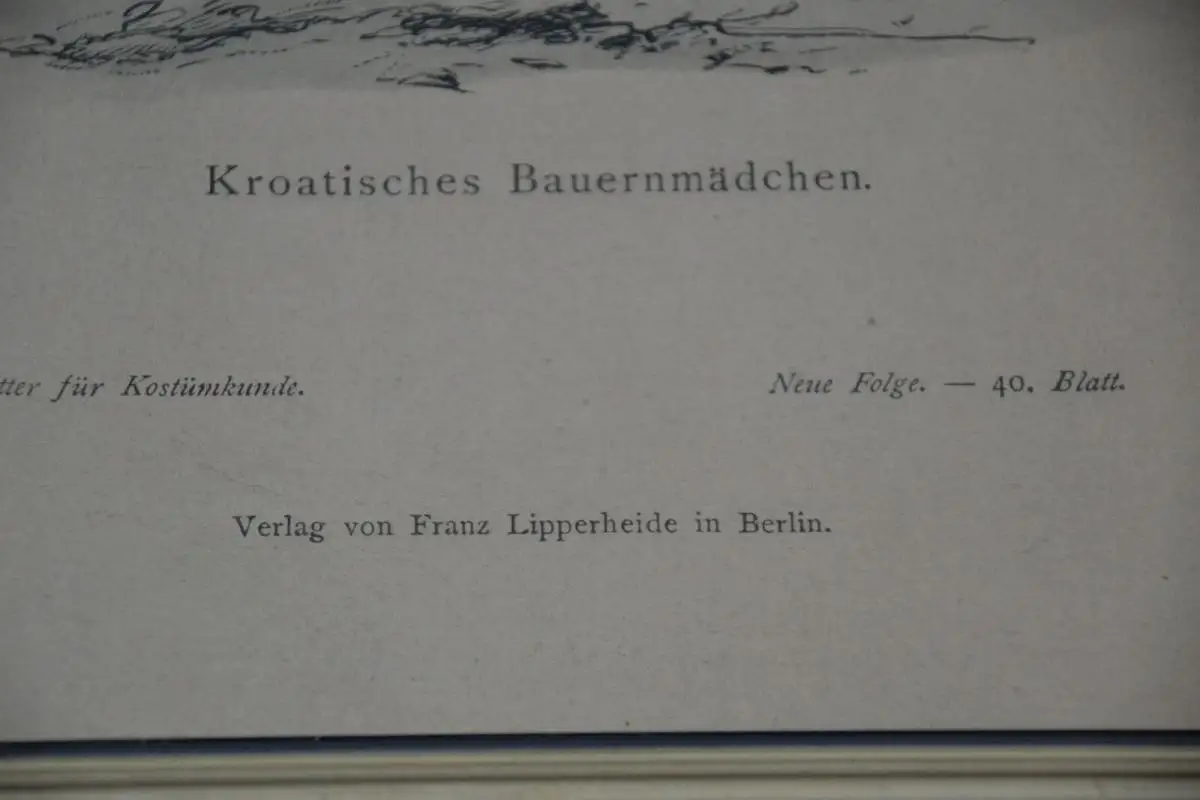 Kroatisches Bauernmädchen.
tter für Kostümkunde. Neue Folge. — 40. Blatt.
Verlag von Franz Lipperheide in Berlin.